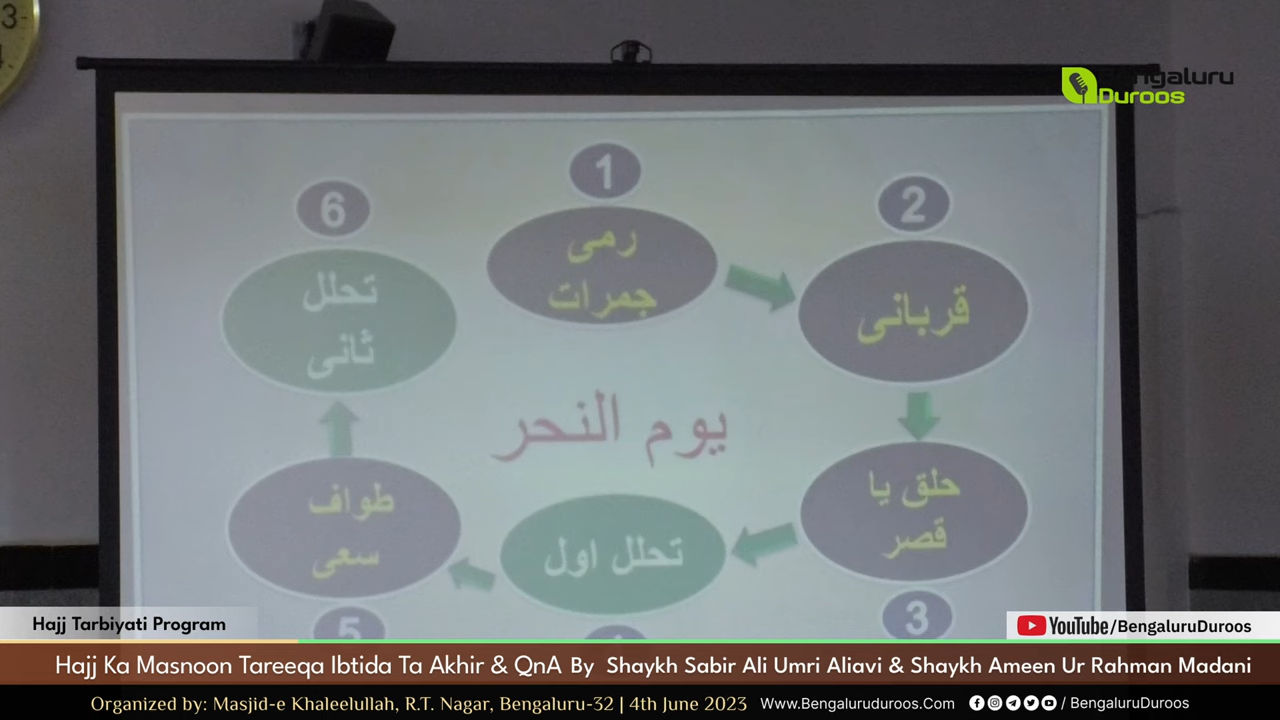 3
Bengaluru
Duroos
1
رمی
جمرات
2
قربانی
6
تحلل
ثانی
يوم النحر
حلق یا
قصر
3
تحلل اول
طواف
سعی
5
Hajj Tarbiyati Program
YouTube/BengaluruDuroos
Hajj Ka Masnoon Tareeqa Ibtida Ta Akhir & QnA By Shaykh Sabir Ali Umri Aliavi & Shaykh Ameen Ur Rahman Madani
Organized by: Masjid-e Khaleelullah, R.T. Nagar, Bengaluru-32 | 4th June 2023 Www.Bengaluruduroos.Com / BengaluruDuroos